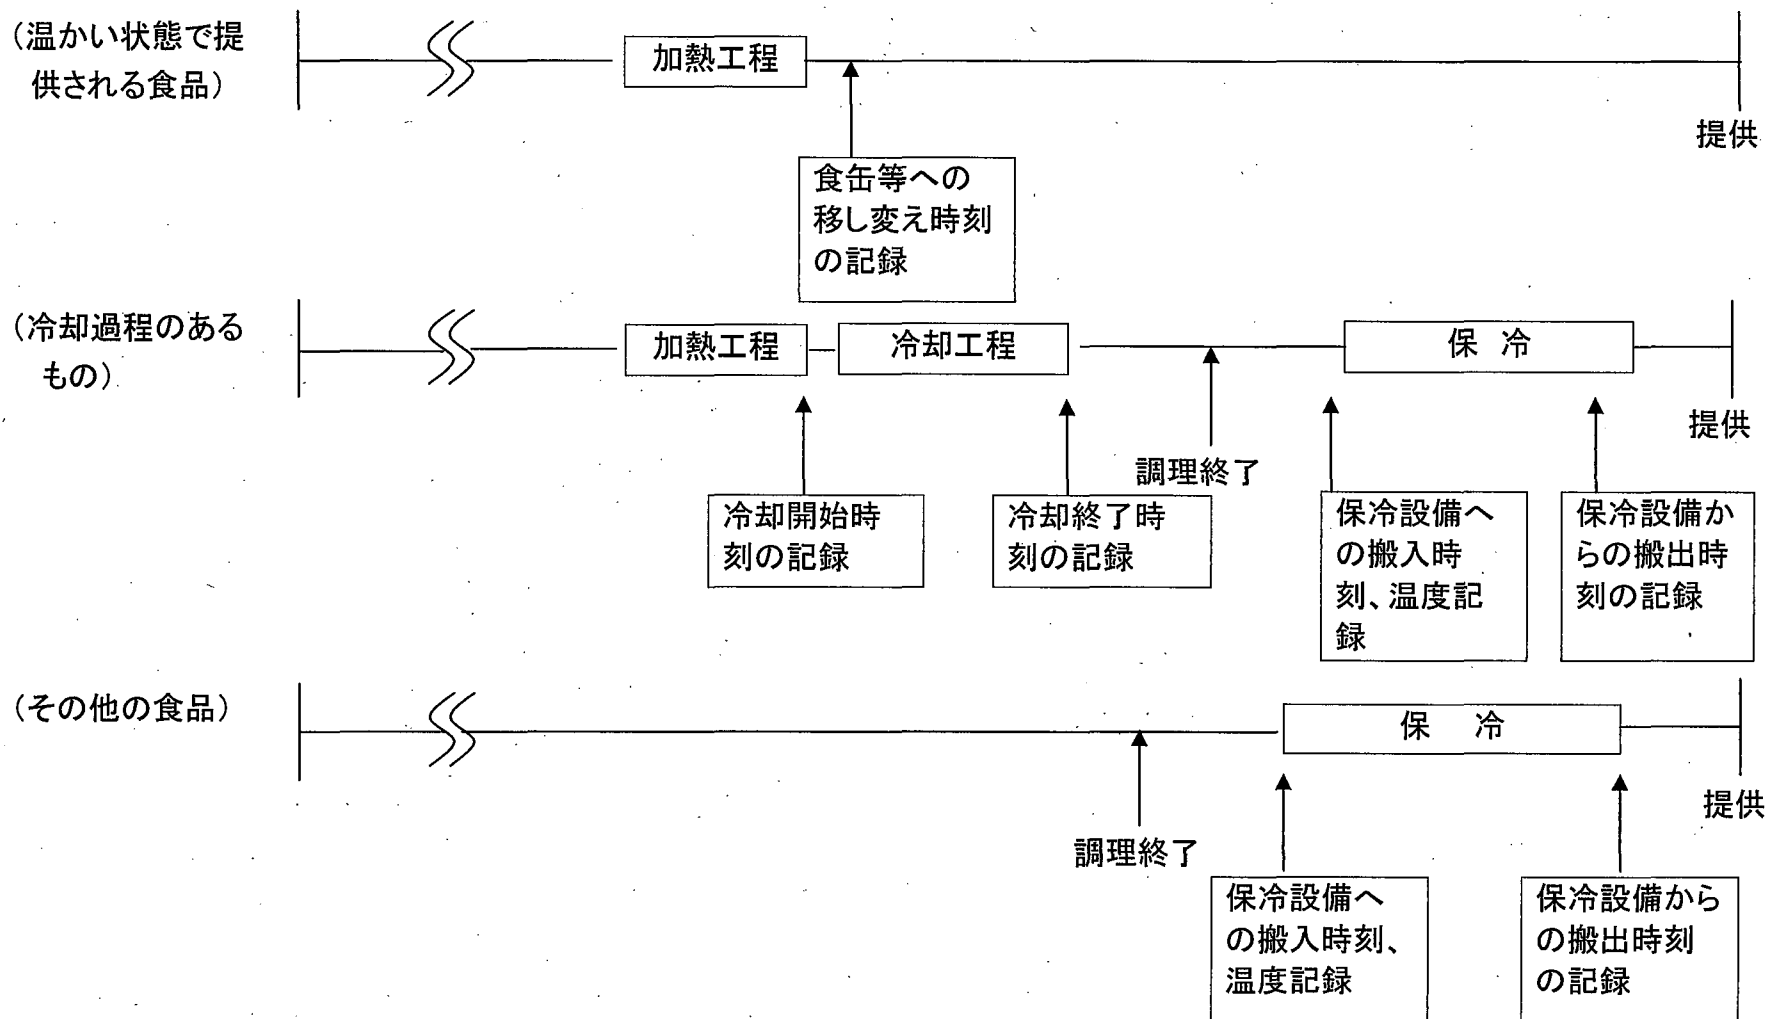 （温かい状態で提
供される食品）
加熱工程
提供
食缶等への
移し変え時刻
の記録
（冷却過程のある
もの）
加熱工程
冷却工程
保 冷
提供
調理終了
冷却開始時
刻の記録
冷却終了時
刻の記録
保冷設備へ
の搬入時
刻、温度記
録
保冷設備か
らの搬出時
刻の記録
（その他の食品）
保 冷
提供
調理終了
保冷設備へ
の搬入時刻、
温度記録
保冷設備から
の搬出時刻
の記録